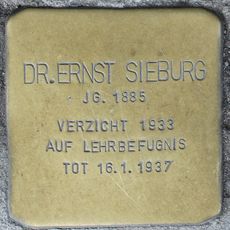 DR. ERNST SIEBURG
JG. 1885
VERZICHT 1933
AUF LEHRBEFUGNIS
TOT 16.1.1937